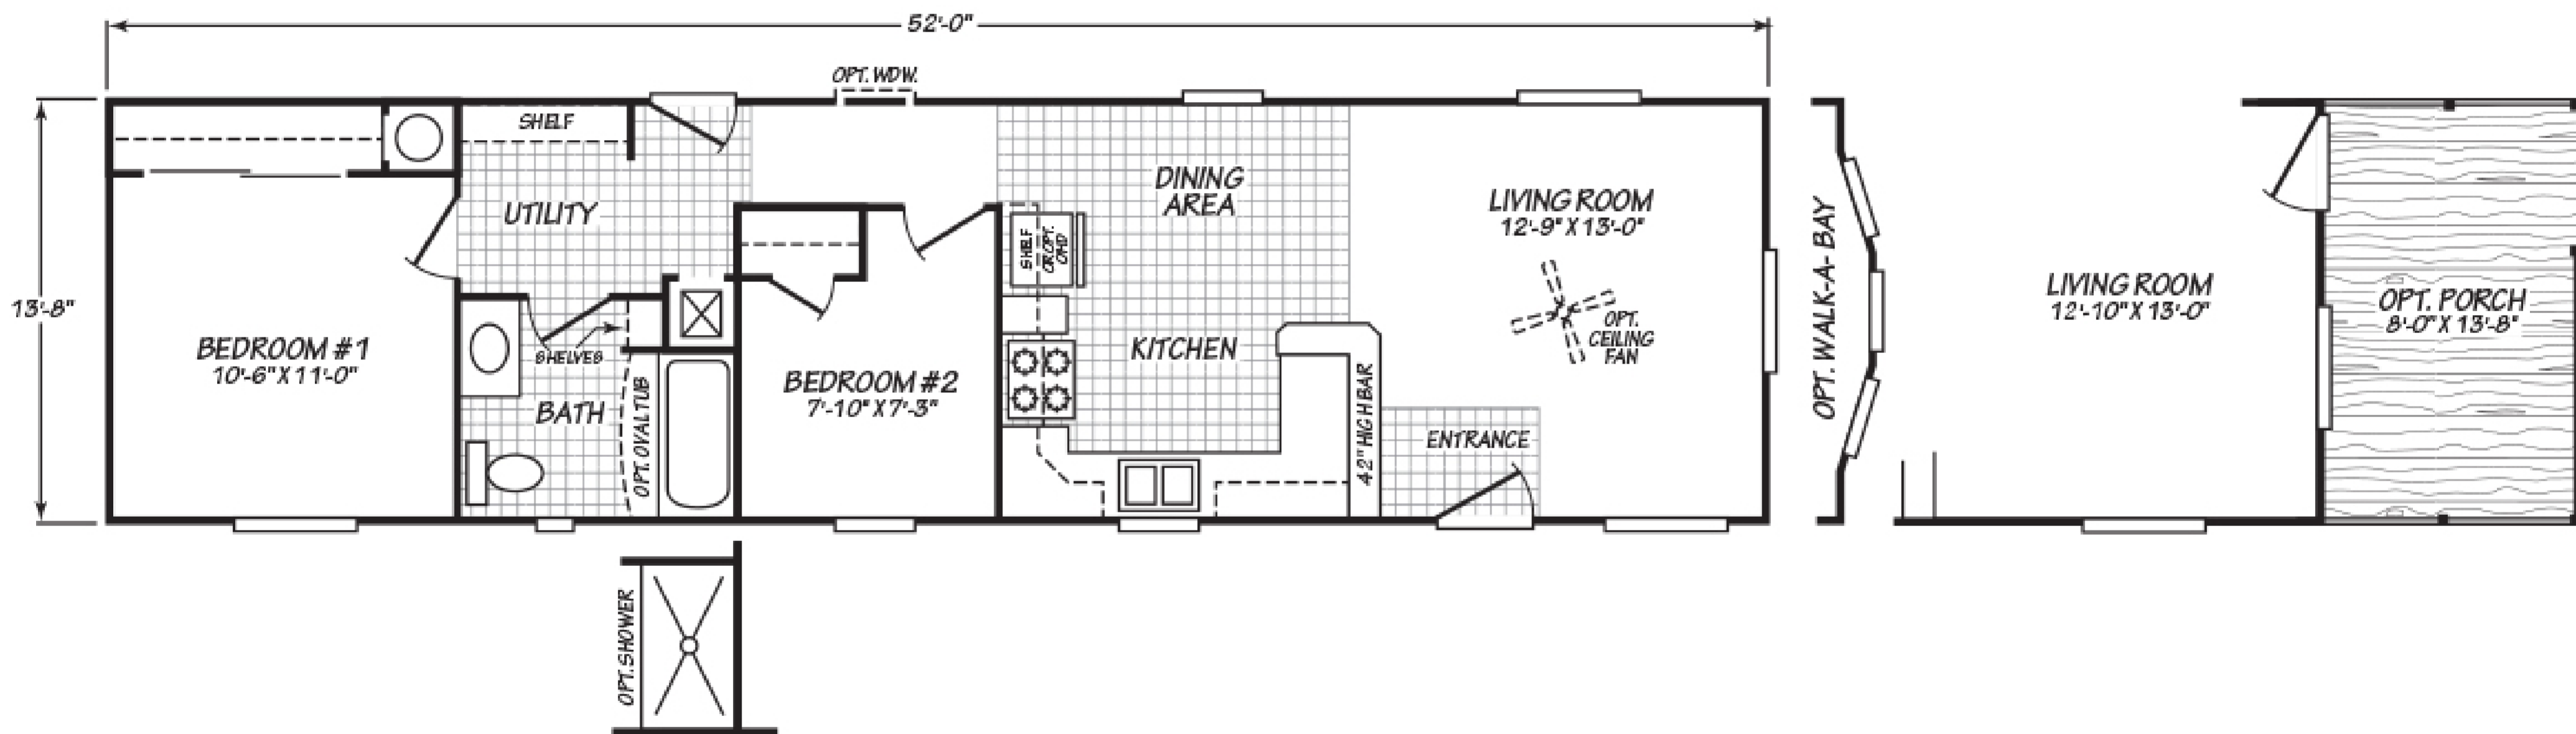 52'-0"
OPT. WDW.
SHELF
UTILITY
DINING
AREA
LIVING ROOM
12'-9" X 13'-0"
SHELF
OR OPT.
OHD
13'-8"
BEDROOM #1
10'-6" X 11'-0"
SHELVES
BATH
OPT. OVAL TUB
BEDROOM #2
7'-10" X 7'-3"
KITCHEN
42" HIGH BAR
OPT.
CEILING
FAN
ENTRANCE
OPT. WALK-A-BAY
LIVING ROOM
12'-10" X 13'-0"
OPT. PORCH
8'-0" X 13'-8"
OPT. SHOWER